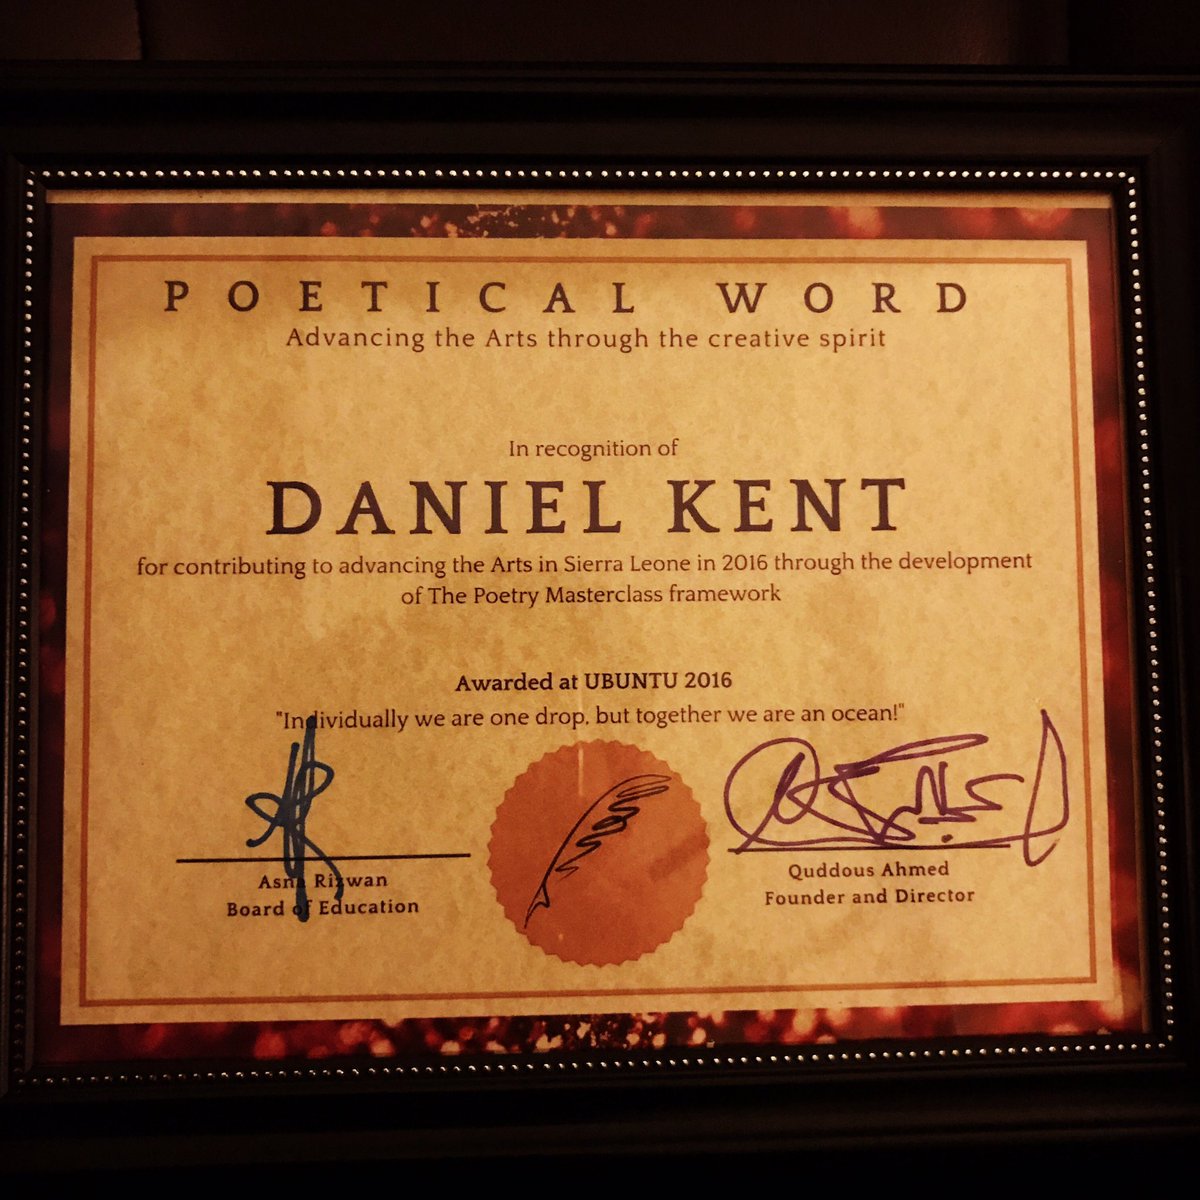 POETICAL WORD
Advancing the Arts through the creative spirit
In recognition of
DANIEL KENT
for contributing to advancing the Arts in Sierra Leone in 2016 through the development
of The Poetry Masterclass framework
Awarded at UBUNTU 2016
"Individually we are one drop, but together we are an ocean!"
Asna Rizwan
Board of Education
Quddous Ahmed
Founder and Director